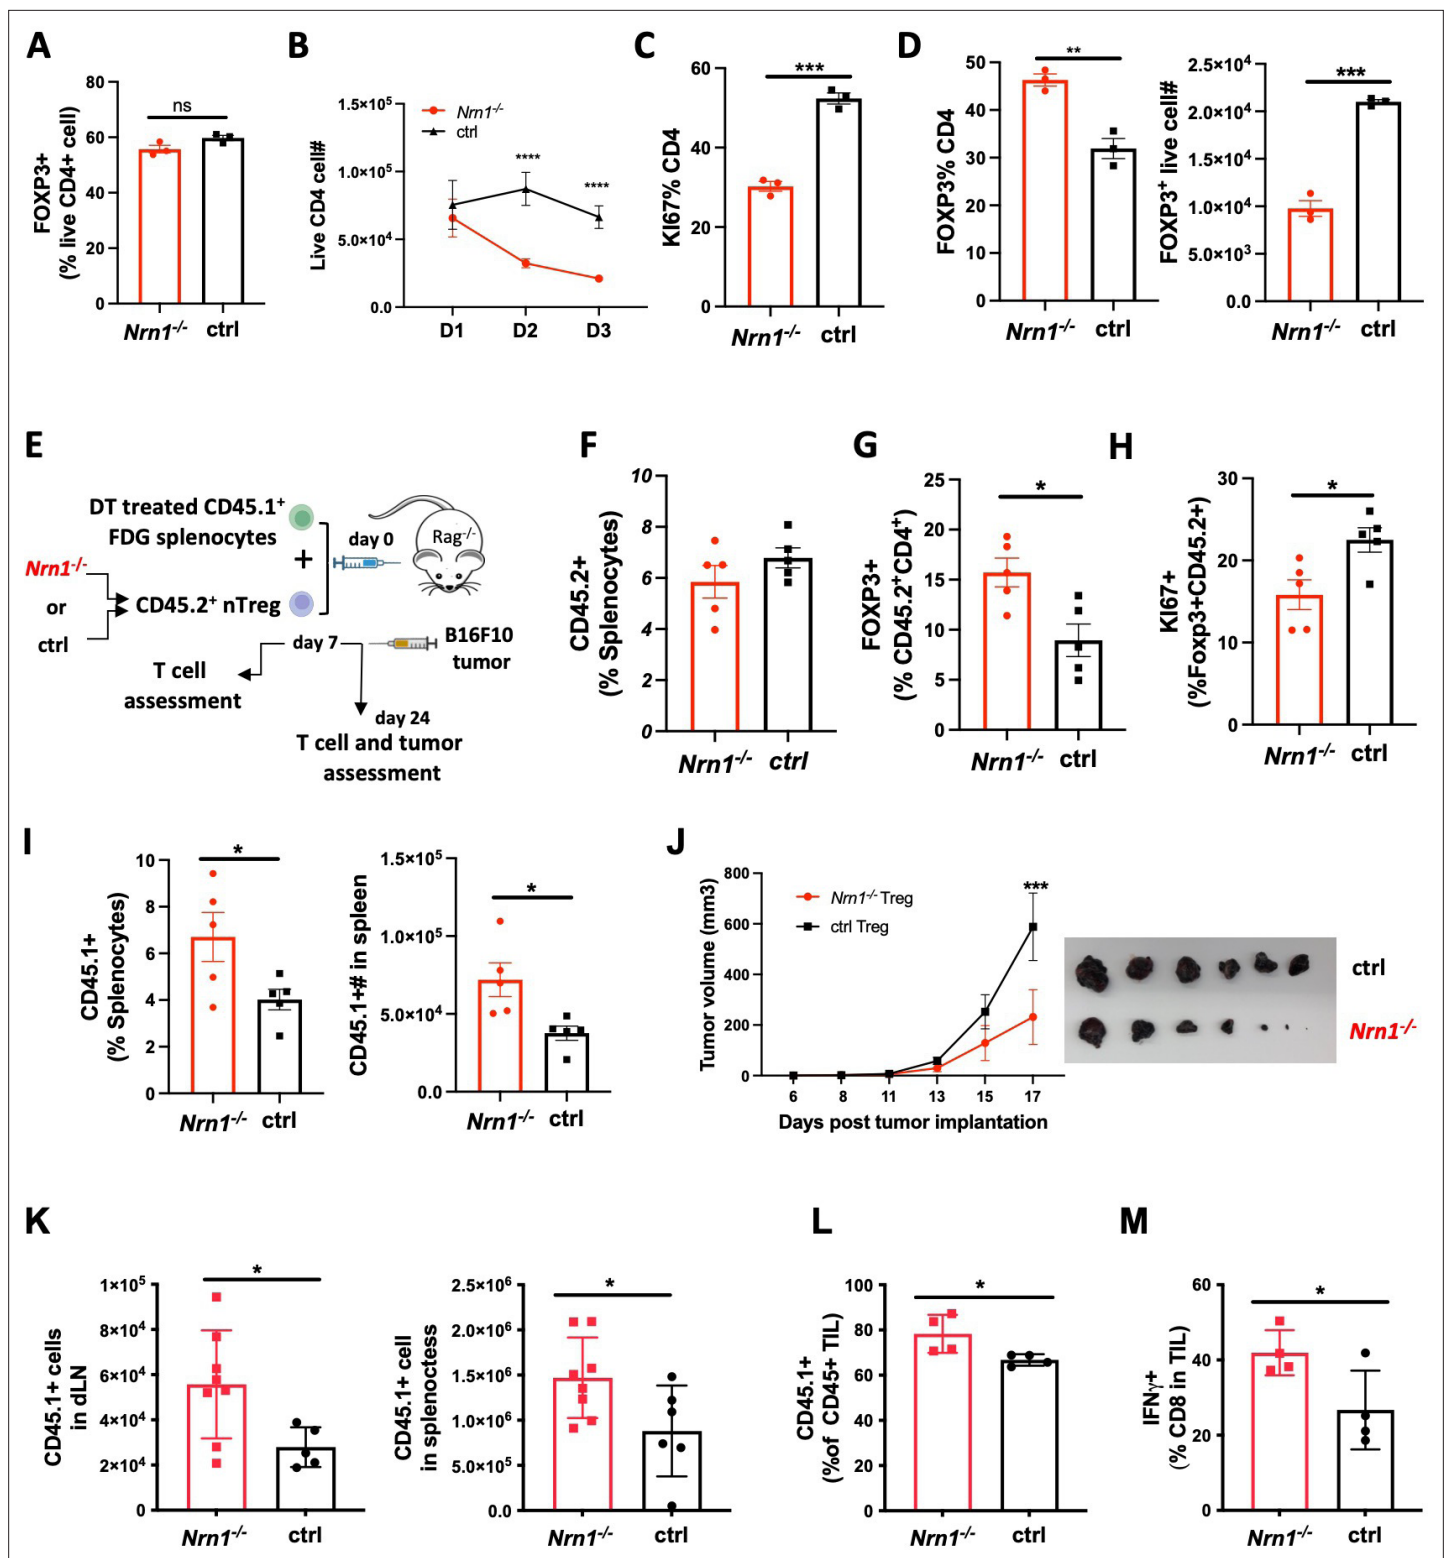 A
FOXP3+
(% live CD4+ cell)
80
60
40
20
0
ns
Nrn1-/-
ctrl
B
Live CD4 cell#
1.5×10⁵
1.0×10⁵
5.0×10⁴
0.0
Nrn1-/-
ctrl
****
****
D1
D2
D3
C
KI67% CD4
60
40
20
0
***
Nrn1-/-
ctrl
D
FOXP3% CD4
50
40
30
20
10
0
**
Nrn1-/-
ctrl
FOXP3⁺ live cell#
2.5×10⁴
2.0×10⁴
1.5×10⁴
1.0×10⁴
5.0×10³
0.0
***
Nrn1-/-
ctrl
E
DT treated CD45.1⁺
FDG splenocytes
+
day 0
Rag-/-
Nrn1-/-
or
ctrl
CD45.2⁺ nTreg
day 7
B16F10
tumor
T cell
assessment
day 24
T cell and tumor
assessment
F
CD45.2+
(% Splenocytes)
10
8
6
4
2
0
Nrn1-/-
ctrl
G
FOXP3+
(% CD45.2⁺CD4⁺)
25
20
15
10
5
0
*
Nrn1-/-
ctrl
H
KI67+
(%Foxp3+CD45.2+)
30
20
10
0
*
Nrn1-/-
ctrl
I
CD45.1+
(% Splenocytes)
10
8
6
4
2
0
*
Nrn1-/-
ctrl
CD45.1+# in spleen
1.5×10⁵
1.0×10⁵
5.0×10⁴
0.0
*
Nrn1-/-
ctrl
J
Tumor volume (mm3)
800
600
400
200
0
Nrn1-/- Treg
ctrl Treg
***
6
8
11
13
15
17
Days post tumor implantation
ctrl
Nrn1-/-
K
CD45.1+ cells
in dLN
1×10⁵
8×10⁴
6×10⁴
4×10⁴
2×10⁴
0
*
Nrn1-/-
ctrl
CD45.1+ cell
in splenoctess
2.5×10⁶
2.0×10⁶
1.5×10⁶
1.0×10⁶
5.0×10⁵
0.0
*
Nrn1-/-
ctrl
L
CD45.1+
(%of CD45+ TIL)
100
80
60
40
20
0
*
Nrn1-/-
ctrl
M
IFNγ+
(% CD8 in TIL)
60
40
20
0
*
Nrn1-/-
ctrl